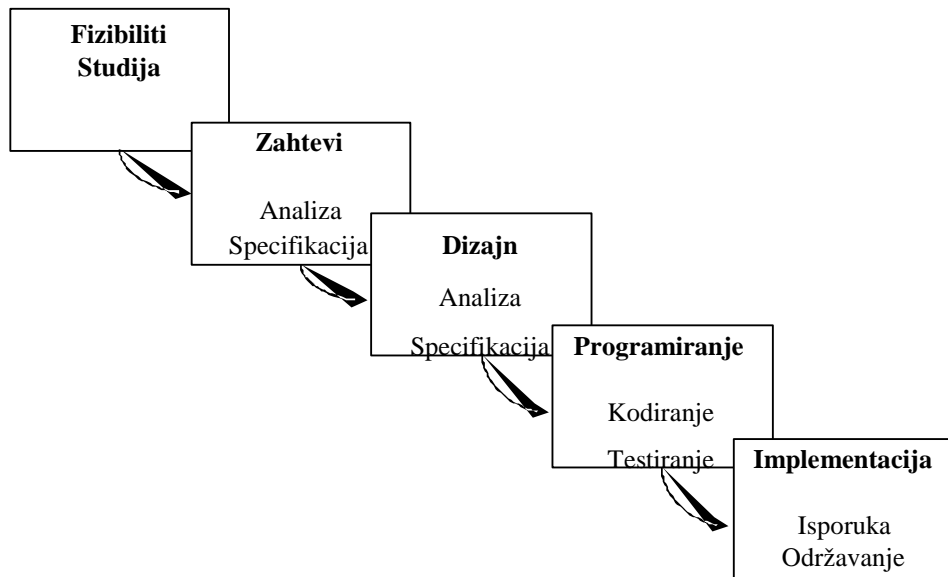 Fizibiliti
Studija
Zahtevi
Analiza
Specifikacija
Dizajn
Analiza
Specifikacija
Programiranje
Kodiranje
Testiranje
Implementacija
Isporuka
Održavanje